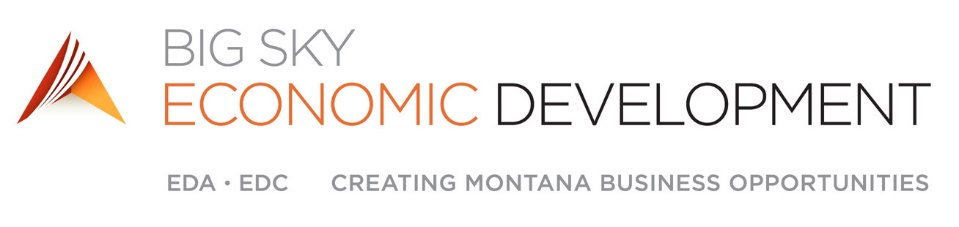 BIG SKY
ECONOMIC DEVELOPMENT
EDA • EDC CREATING MONTANA BUSINESS OPPORTUNITIES